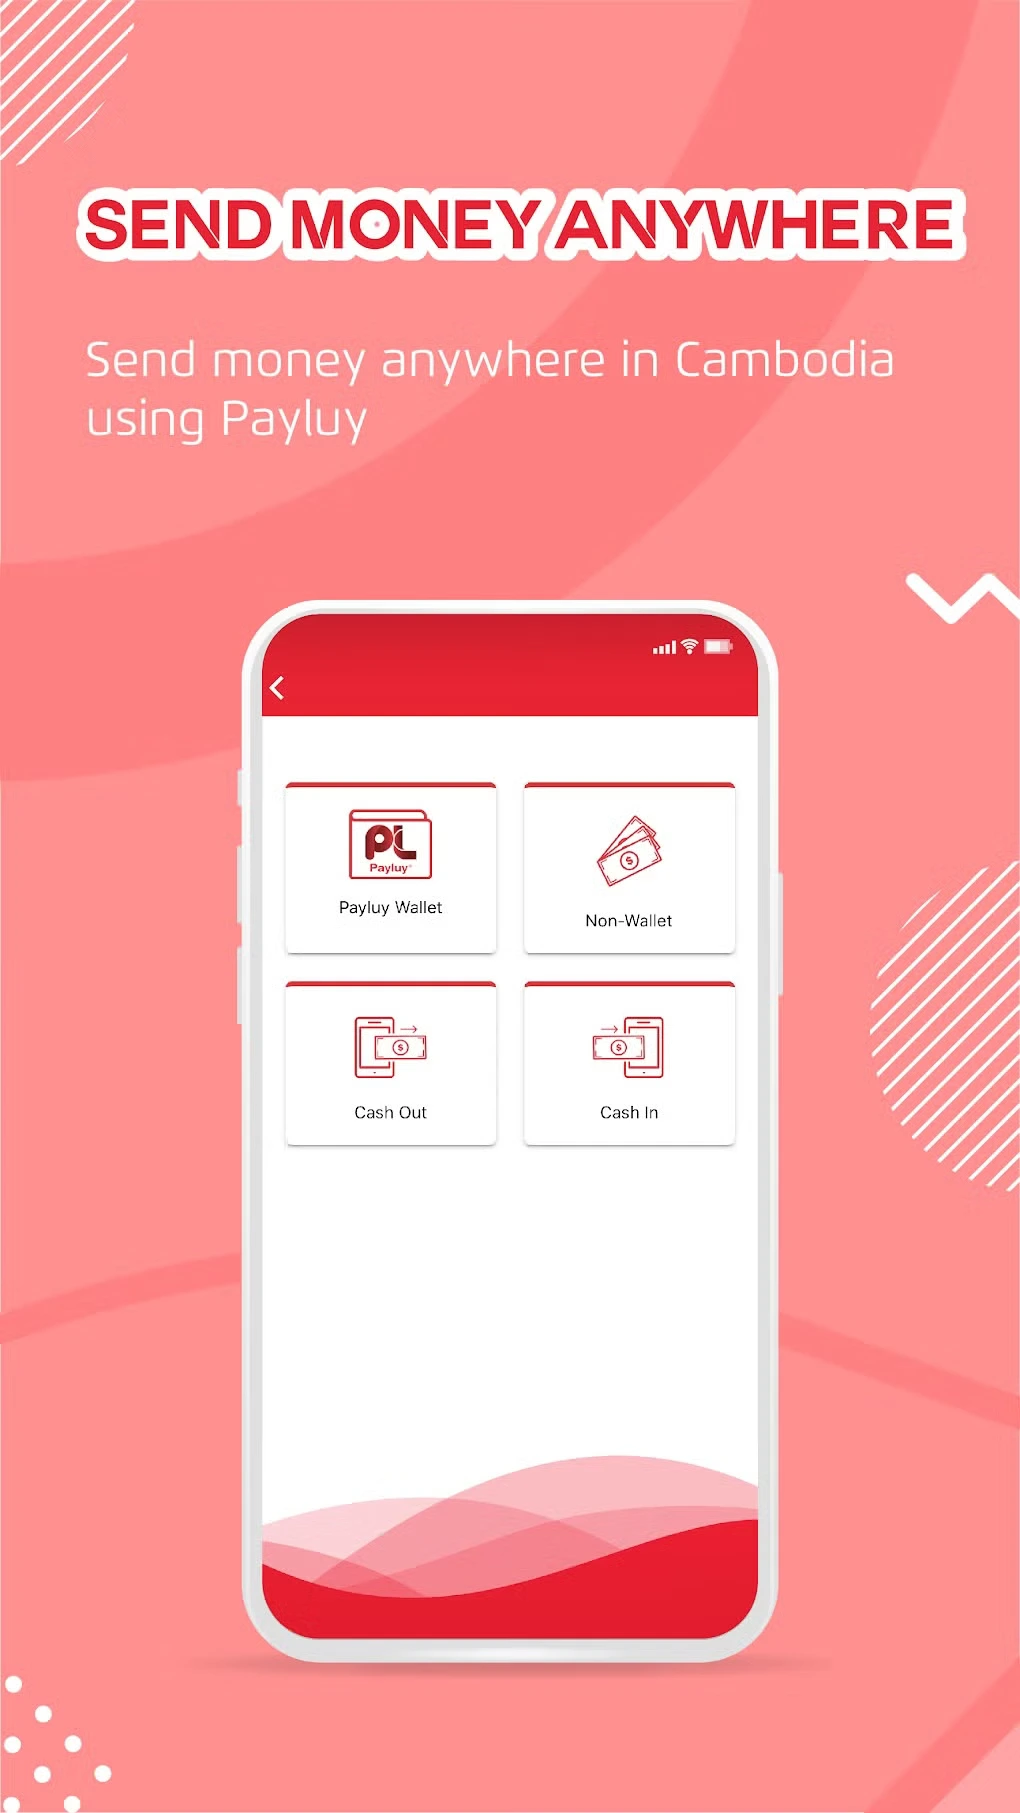 SEND MONEY ANYWHERE
Send money anywhere in Cambodia
using Payluy
PL
Payluy
Payluy Wallet
$
Non-Wallet
$
Cash Out
$
Cash In